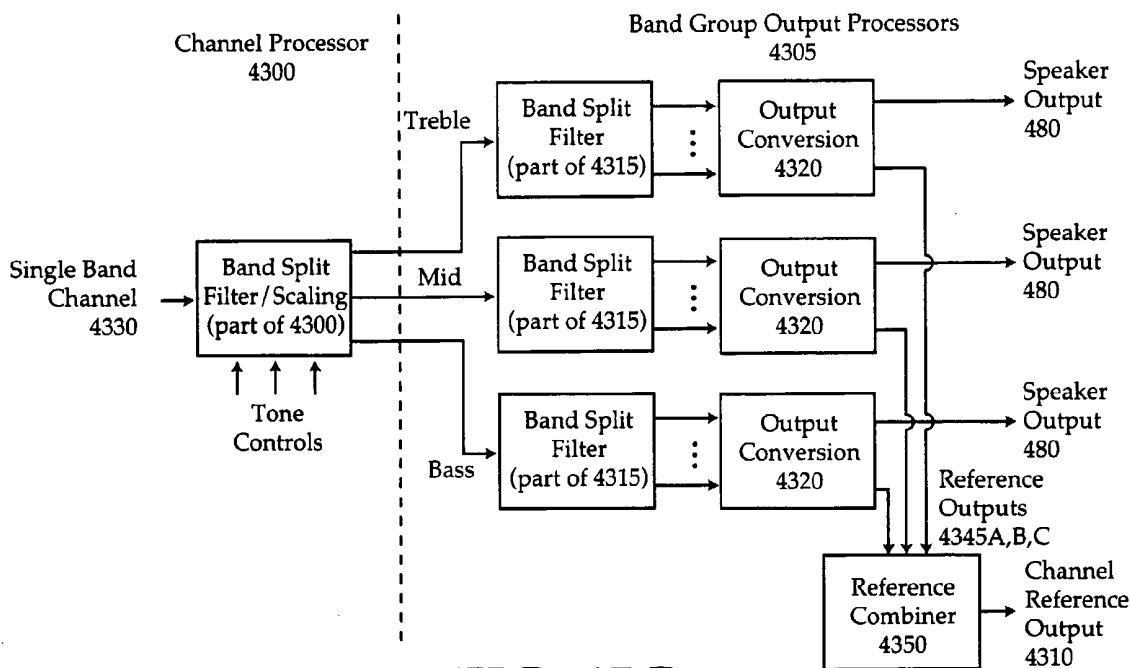 Channel Processor
4300
Band Group Output Processors
4305
Treble
Band Split
Filter
(part of 4315)
Output
Conversion
4320
Speaker
Output
480
Single Band
Channel
4330
Band Split
Filter/Scaling
(part of 4300)
Mid
Band Split
Filter
(part of 4315)
Output
Conversion
4320
Speaker
Output
480
Tone
Controls
Bass
Band Split
Filter
(part of 4315)
Output
Conversion
4320
Speaker
Output
480
Reference
Outputs
4345A,B,C
Reference
Combiner
4350
Channel
Reference
Output
4310